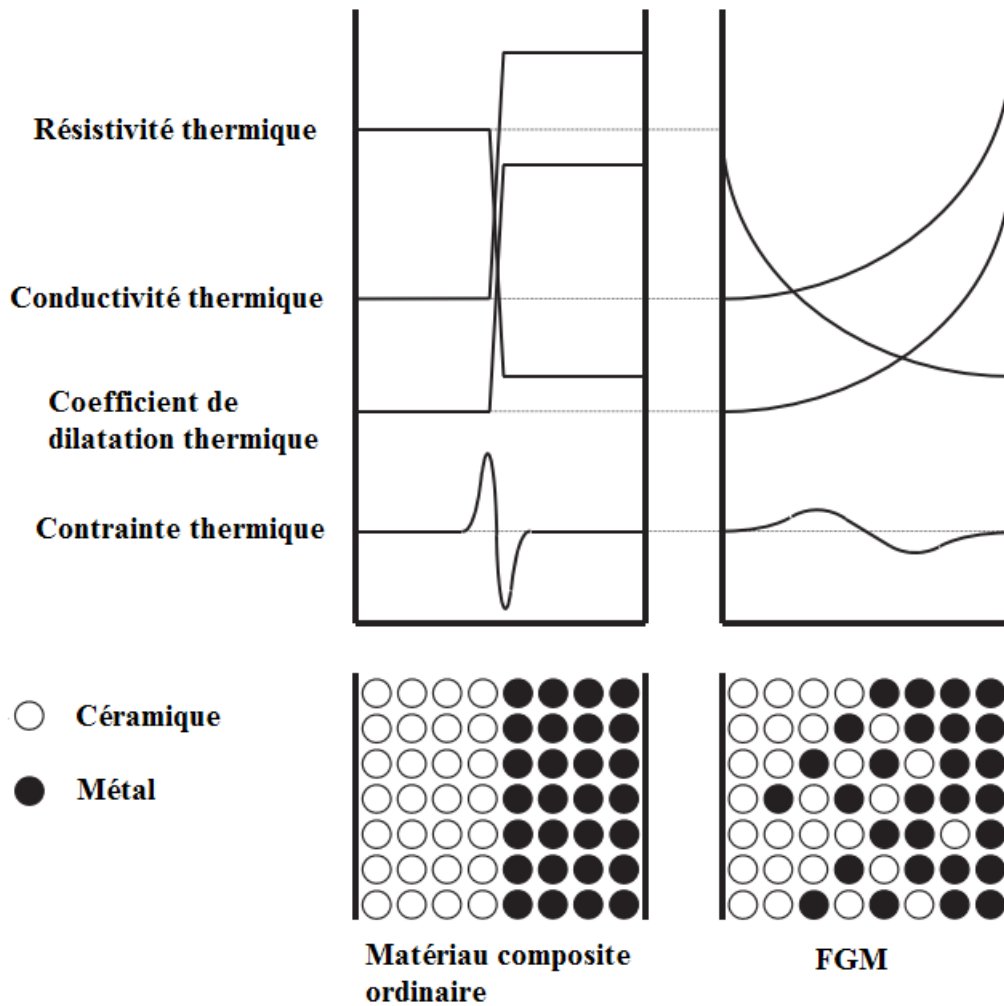 Résistivité thermique
Conductivité thermique
Coefficient de
dilatation thermique
Contrainte thermique
Céramique
Métal
Matériau composite
ordinaire
FGM